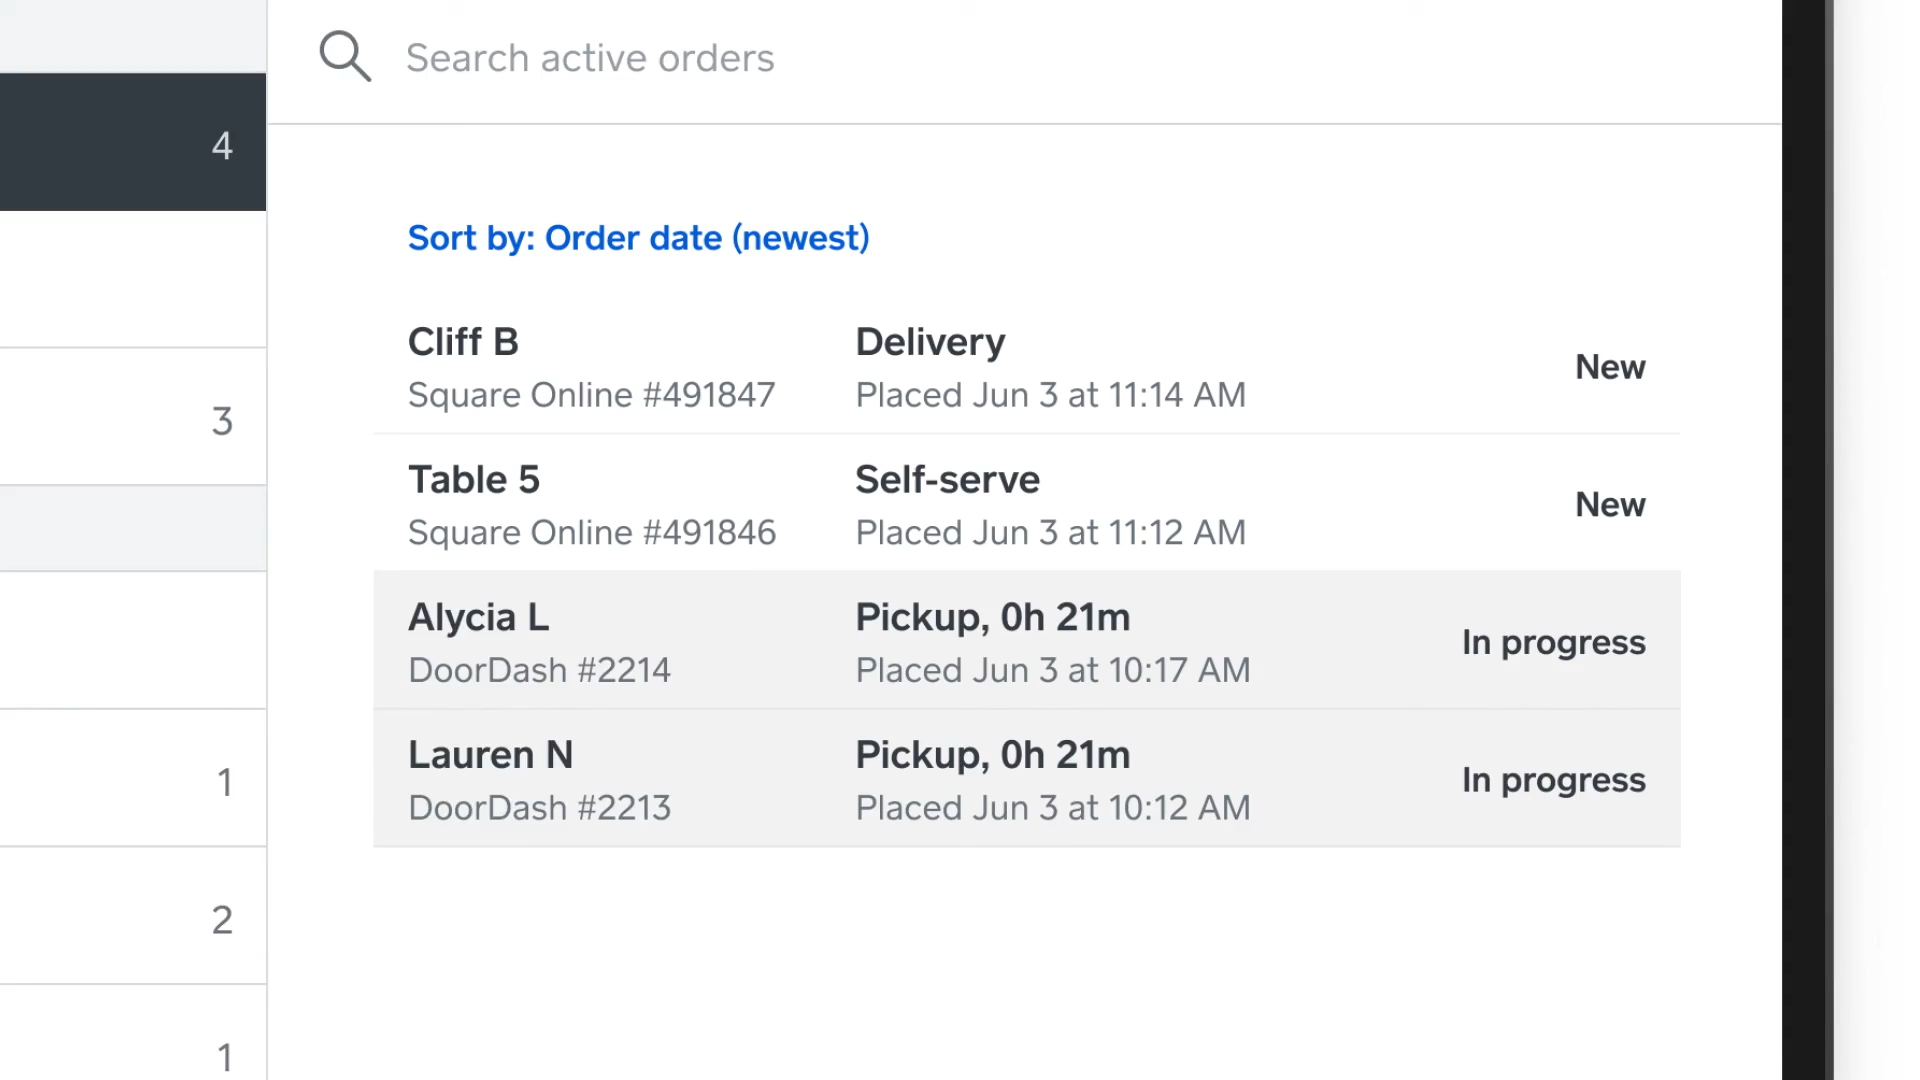 Search active orders
4
Sort by: Order date (newest)
Cliff B
Delivery
New
Square Online #491847
Placed Jun 3 at 11:14 AM
3
Table 5
Self-serve
New
Square Online #491846
Placed Jun 3 at 11:12 AM
Alycia L
Pickup, 0h 21m
In progress
DoorDash #2214
Placed Jun 3 at 10:17 AM
Lauren N
Pickup, 0h 21m
In progress
DoorDash #2213
Placed Jun 3 at 10:12 AM
1
2
1